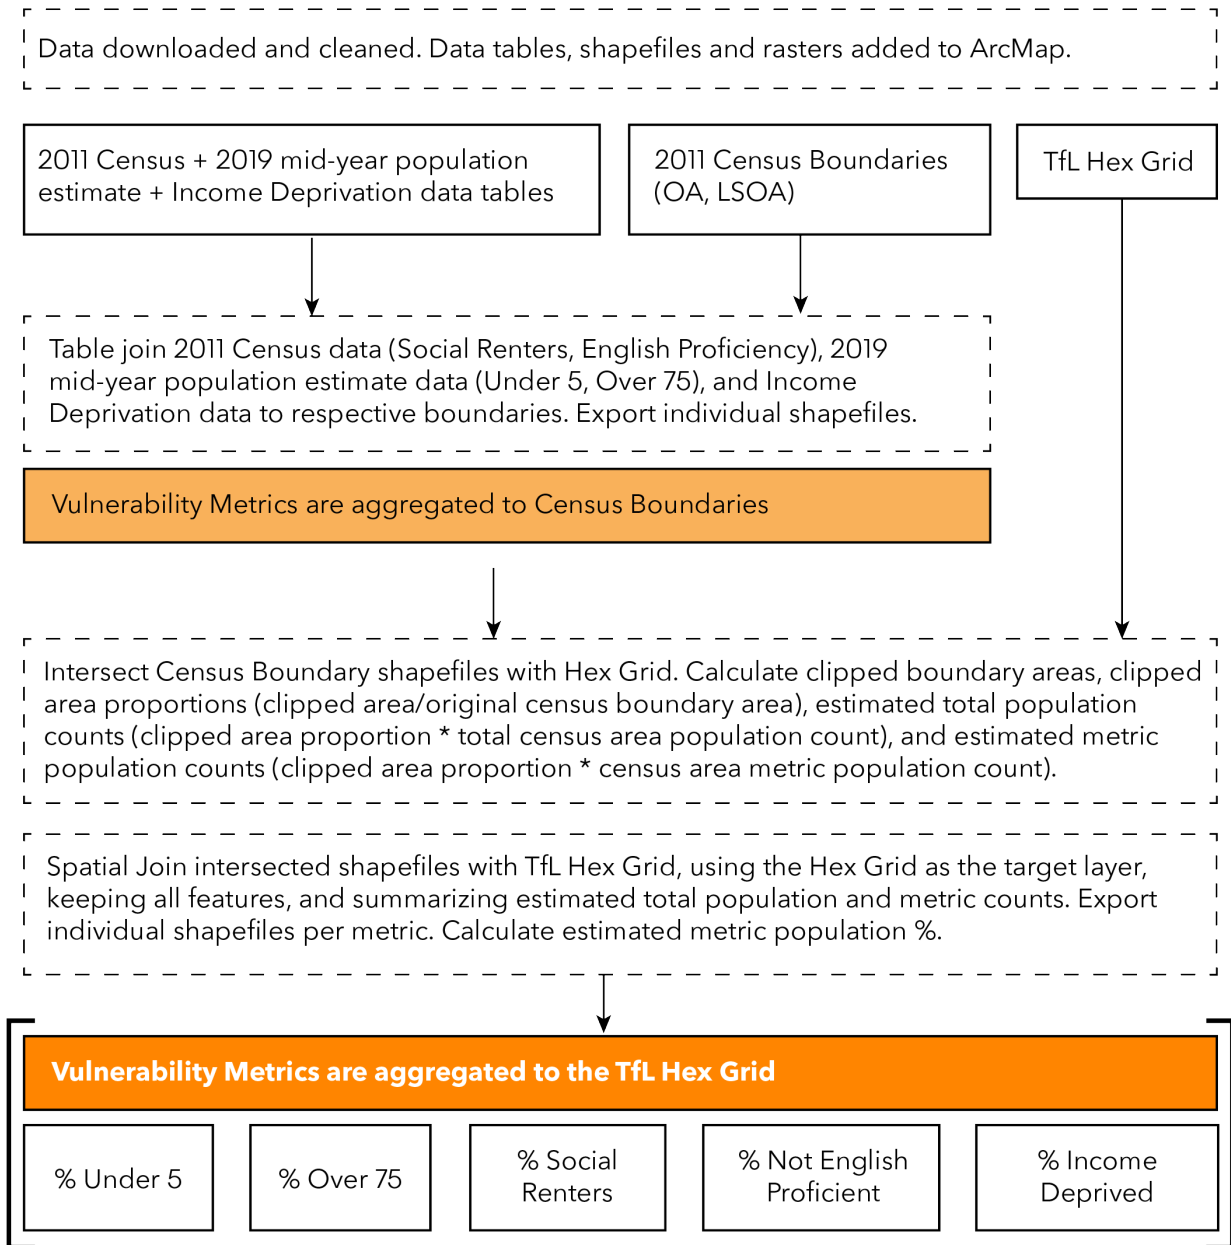 Data downloaded and cleaned. Data tables, shapefiles and rasters added to ArcMap.
2011 Census + 2019 mid-year population
estimate + Income Deprivation data tables
2011 Census Boundaries
(OA, LSOA)
TfL Hex Grid
Table join 2011 Census data (Social Renters, English Proficiency), 2019
mid-year population estimate data (Under 5, Over 75), and Income
Deprivation data to respective boundaries. Export individual shapefiles.
Vulnerability Metrics are aggregated to Census Boundaries
Intersect Census Boundary shapefiles with Hex Grid. Calculate clipped boundary areas, clipped
area proportions (clipped area/original census boundary area), estimated total population
counts (clipped area proportion * total census area population count), and estimated metric
population counts (clipped area proportion * census area metric population count).
Spatial Join intersected shapefiles with TfL Hex Grid, using the Hex Grid as the target layer,
keeping all features, and summarizing estimated total population and metric counts. Export
individual shapefiles per metric. Calculate estimated metric population %.
Vulnerability Metrics are aggregated to the TfL Hex Grid
% Under 5
% Over 75
% Social
Renters
% Not English
Proficient
% Income
Deprived